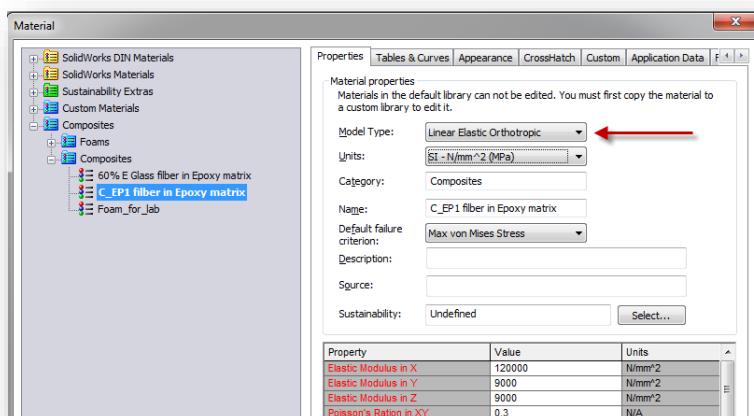 Material
SolidWorks DIN Materials
SolidWorks Materials
Sustainability Extras
Custom Materials
Composites
Foams
Composites
60% E Glass filber in Epoxy matrix
C_EP1 filber in Epoxy matrix
Foam_for_lab
Properties Tables & Curves Appearance CrossHatch Custom Application Data F
Material properties
Materials in the default library can not be edited. You must first copy the material to
a custom library to edit it.
Model Type: Linear Elastic Orthotropic
Units: SI - N/mm^2 (MPa)
Category: Composites
Name: C_EP1 filber in Epoxy matrix
Default failure
criterion: Max von Mises Stress
Description:
Source:
Sustainability: Undefined Select...
Property Value Units
Elastic Modulus in X 120000 N/mm^2
Elastic Modulus in Y 9000 N/mm^2
Elastic Modulus in Z 9000 N/mm^2
Poisson's Ration in XY 0.3 N/A